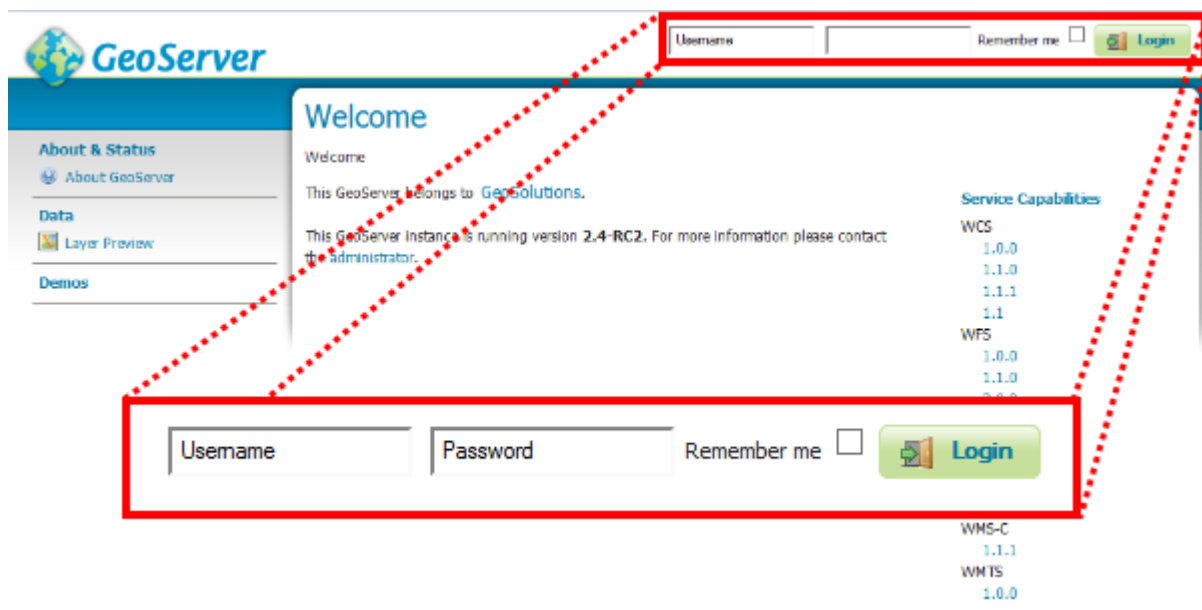 GeoServer
Username
Remember me
Login
Welcome
About & Status
About GeoServer
Data
Layer Preview
Demos
Welcome
This GeoServer belongs to GeoSolutions.
This GeoServer instance is running version 2.4-RC2. For more information please contact
the administrator.
Service Capabilities
WCS
1.0.0
1.1.0
1.1.1
1.1
WFS
1.0.0
1.1.0
Username
Password
Remember me
Login
WMS-C
1.1.1
WMTS
1.0.0